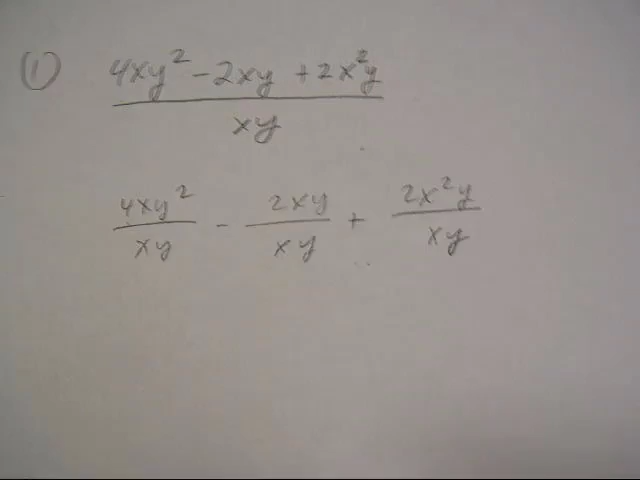 ① (4xy² - 2xy + 2x²y) / xy
4xy² / xy - 2xy / xy + 2x²y / xy